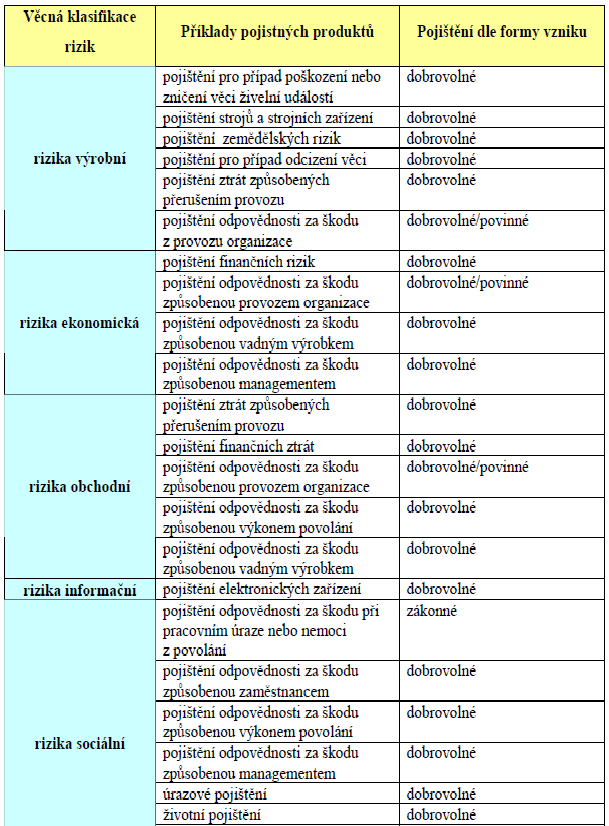 Věcná klasifikace
rizik
Příklady pojistných produktů
Pojištění dle formy vzniku
rizika výrobní
pojištění pro případ poškození nebo
zničení věci živelní událostí
dobrovolné
pojištění strojů a strojních zařízení
dobrovolné
pojištění zemědělských rizik
dobrovolné
pojištění pro případ odcizení věci
dobrovolné
pojištění ztrát způsobených
přerušením provozu
dobrovolné
pojištění odpovědnosti za škodu
z provozu organizace
dobrovolné/povinné
rizika ekonomická
pojištění finančních rizik
dobrovolné
pojištění odpovědnosti za škodu
způsobenou provozem organizace
dobrovolné/povinné
pojištění odpovědnosti za škodu
způsobenou vadným výrobkem
dobrovolné
pojištění odpovědnosti za škodu
způsobenou managementem
dobrovolné
rizika obchodní
pojištění ztrát způsobených
přerušením provozu
dobrovolné
pojištění finančních ztrát
dobrovolné
pojištění odpovědnosti za škodu
způsobenou provozem organizace
dobrovolné/povinné
pojištění odpovědnosti za škodu
způsobenou výkonem povolání
dobrovolné
pojištění odpovědnosti za škodu
způsobenou vadným výrobkem
dobrovolné
rizika informační
pojištění elektronických zařízení
dobrovolné
rizika sociální
pojištění odpovědnosti za škodu při
pracovním úraze nebo nemoci
z povolání
zákonné
pojištění odpovědnosti za škodu
způsobenou zaměstnancem
dobrovolné
pojištění odpovědnosti za škodu
způsobenou výkonem povolání
dobrovolné
pojištění odpovědnosti za škodu
způsobenou managementem
dobrovolné
úrazové pojištění
dobrovolné
životní pojištění
dobrovolné